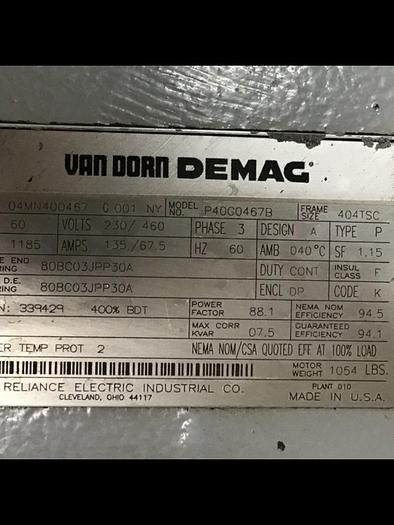 VAN DORN DEMAG
04MN400467 G 001 NY MODEL NO. P40G0467B FRAME SIZE 404TSC
60 VOLTS 230/460 PHASE 3 DESIGN A TYPE P
1185 AMPS 135./67.5 HZ 60 AMB 040°C SF 1.15
E END RING 80BC03JPP30A DUTY CONT INSUL CLASS F
D.E. RING 80BC03JPP30A ENCL DP CODE K
N: 339429 400% BDT POWER FACTOR 88.1 NEMA NOM EFFICIENCY 94.5
MAX CORR KVAR 07.5 GUARANTEED EFFICIENCY 94.1
ER TEMP PROT 2 NEMA NOM/CSA QUOTED EFF AT 100% LOAD
MOTOR WEIGHT 1054 LBS.
RELIANCE ELECTRIC INDUSTRIAL CO. PLANT 010
CLEVELAND, OHIO 44117 MADE IN U.S.A.